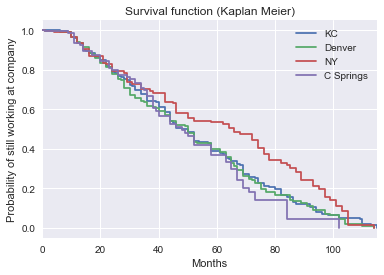 Survival function (Kaplan Meier)
Probability of still working at company
1.0
0.8
0.6
0.4
0.2
0.0
KC
Denver
NY
C Springs
0 20 40 60 80 100
Months